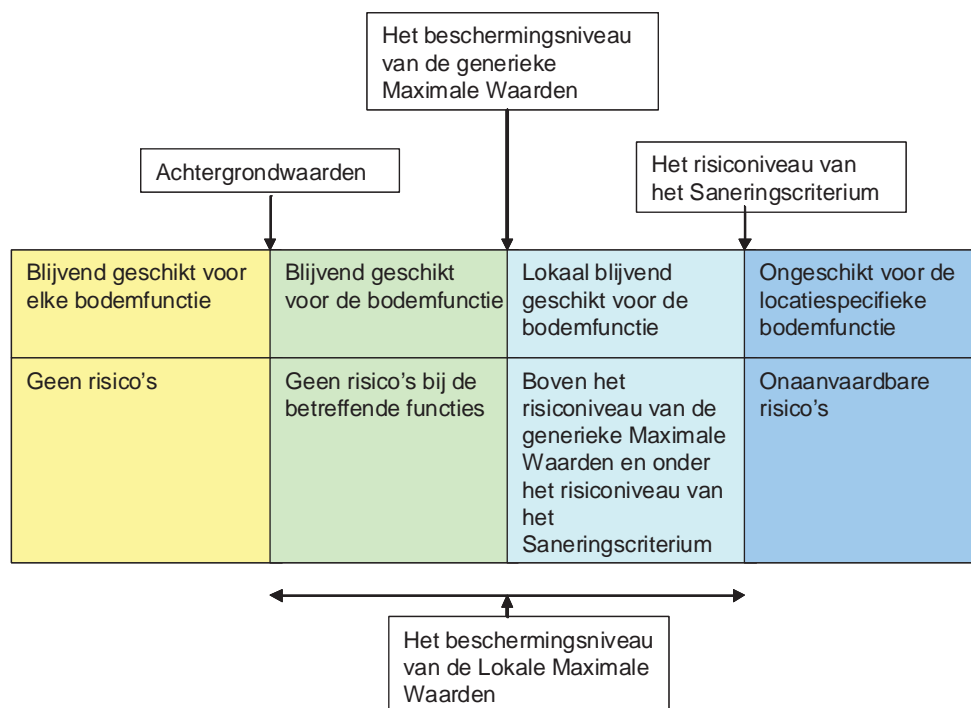 Het beschermingsniveau
van de generieke
Maximale Waarden
Achtergrondwaarden
Het risiconiveau van
het Saneringscriterium
Blijvend geschikt voor
elke bodemfunctie
Blijvend geschikt
voor de bodemfunctie
Lokaal blijvend
geschikt voor de
bodemfunctie
Ongeschikt voor de
locatiespecifieke
bodemfunctie
Geen risico's
Geen risico's bij de
betreffende functies
Boven het
risiconiveau van de
generieke Maximale
Waarden en onder
het risiconiveau van
het
Saneringscriterium
Onaanvaardbare
risico's
Het beschermingsniveau
van de Lokale Maximale
Waarden